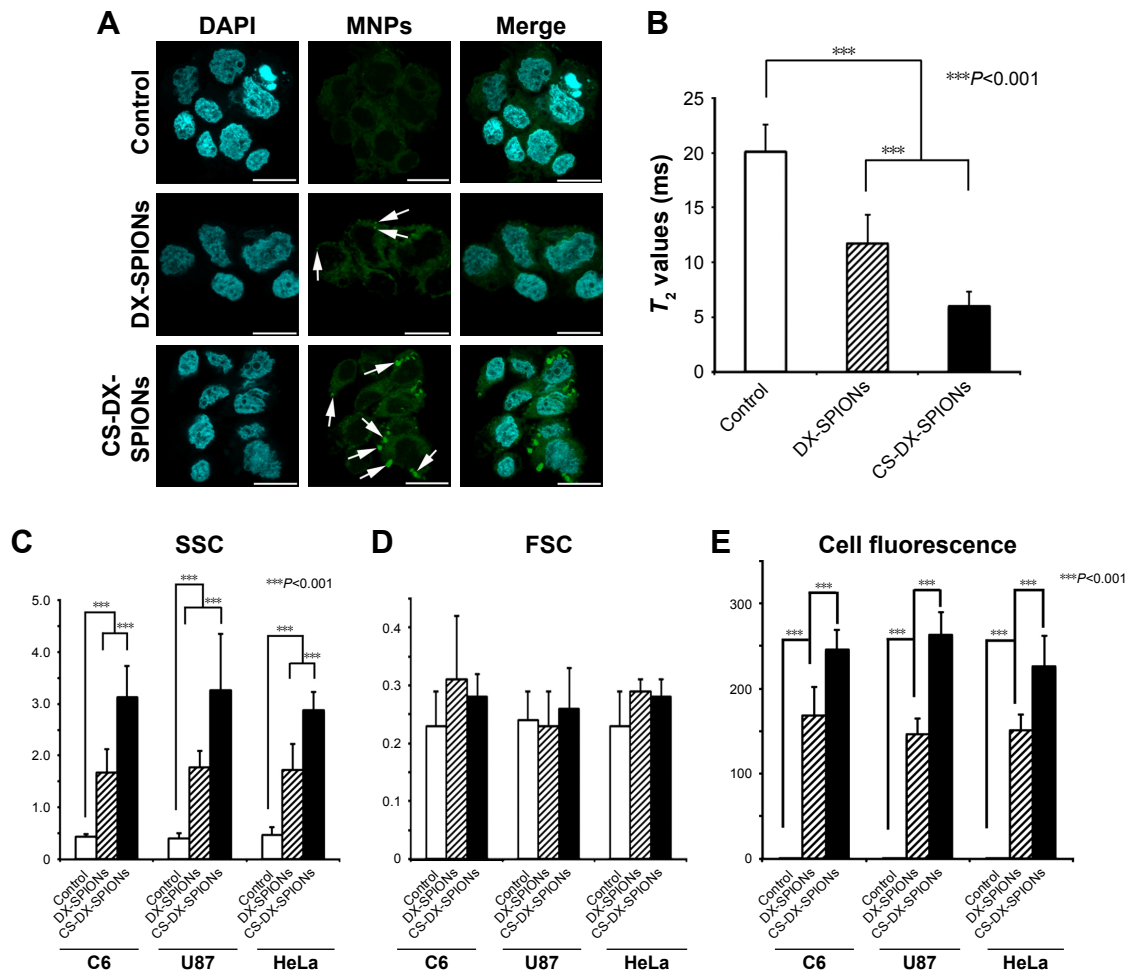 A
DAPI
MNPs
Merge
Control
DX-SPIONs
CS-DX-
SPIONs
B
***
***P<0.001
***
T2 values (ms)
25
20
15
10
5
0
Control
DX-SPIONs
CS-DX-SPIONs
C
SSC
***P<0.001
***
***
***
***
***
***
5.0
4.0
3.0
2.0
1.0
0
Control
DX-SPIONs
CS-DX-SPIONs
Control
DX-SPIONs
CS-DX-SPIONs
Control
DX-SPIONs
CS-DX-SPIONs
C6
U87
HeLa
D
FSC
0.4
0.3
0.2
0.1
0
Control
DX-SPIONs
CS-DX-SPIONs
Control
DX-SPIONs
CS-DX-SPIONs
Control
DX-SPIONs
CS-DX-SPIONs
C6
U87
HeLa
E
Cell fluorescence
***P<0.001
***
***
***
***
***
***
300
200
100
0
Control
DX-SPIONs
CS-DX-SPIONs
Control
DX-SPIONs
CS-DX-SPIONs
Control
DX-SPIONs
CS-DX-SPIONs
C6
U87
HeLa